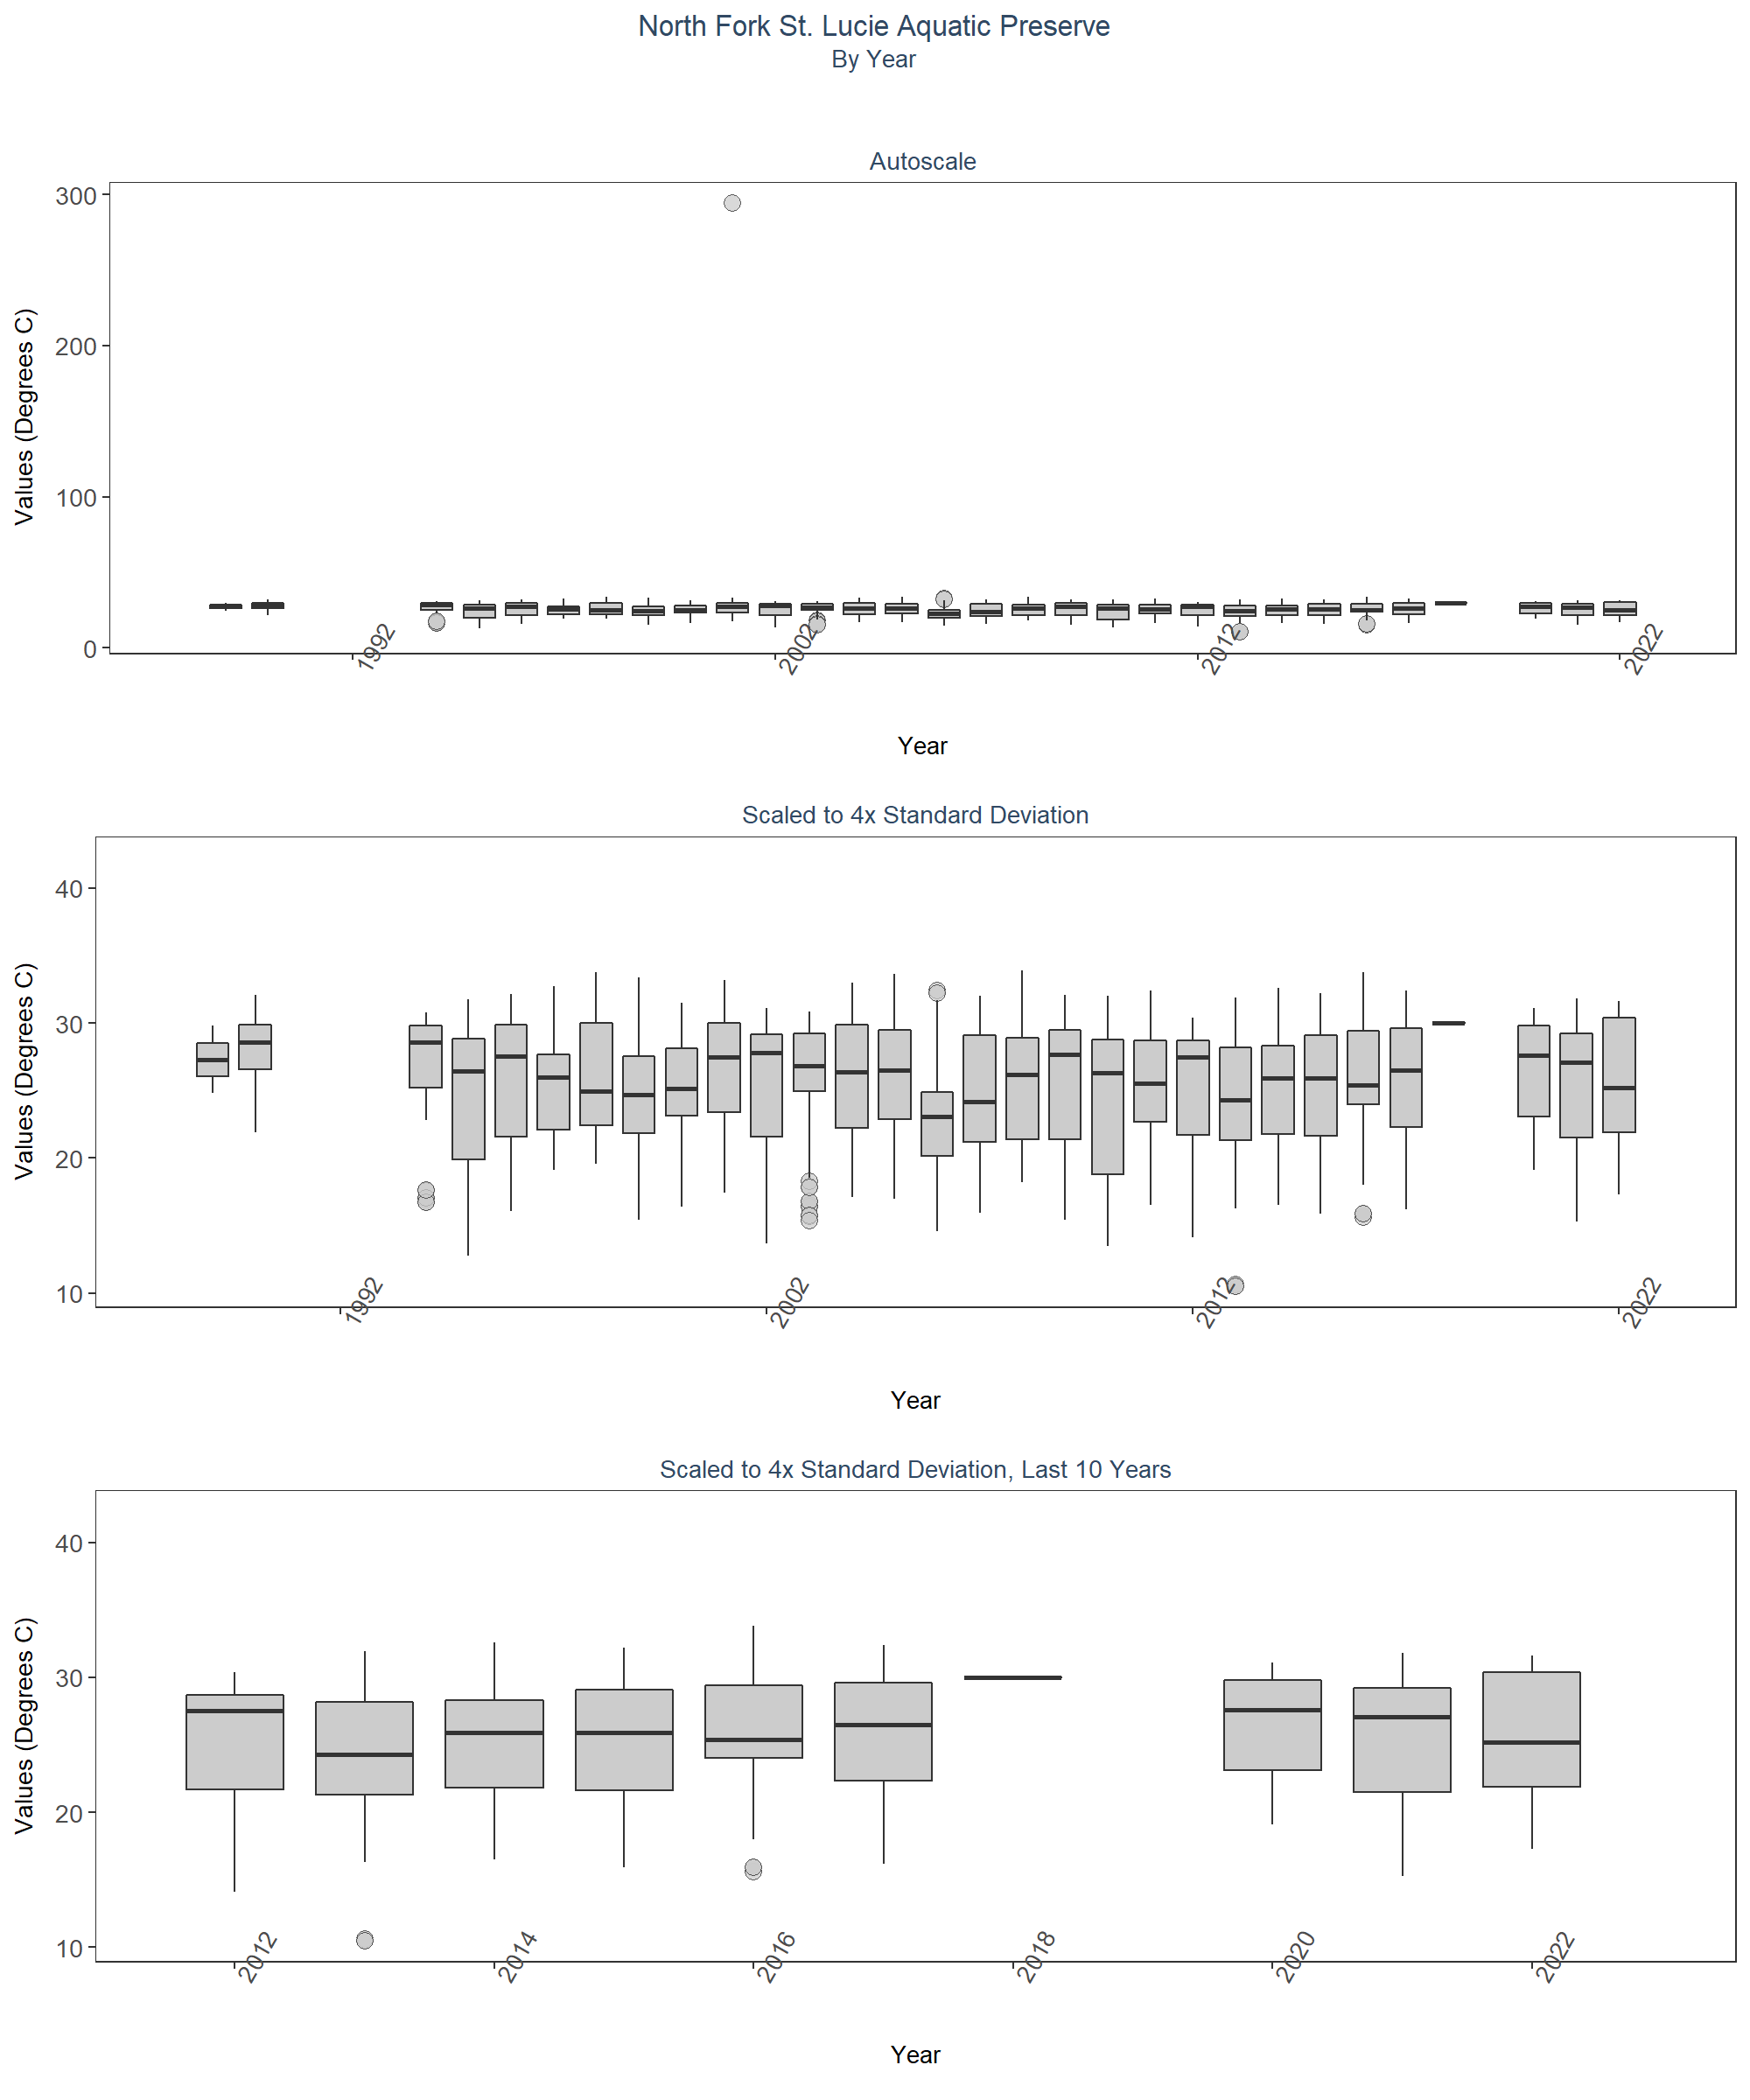 North Fork St. Lucie Aquatic Preserve
By Year
Autoscale
300
200
100
0
Values (Degrees C)
1992
2002
2012
2022
Year
Scaled to 4x Standard Deviation
40
30
20
10
Values (Degrees C)
1992
2002
2012
2022
Year
Scaled to 4x Standard Deviation, Last 10 Years
40
30
20
10
Values (Degrees C)
2012
2014
2016
2018
2020
2022
Year